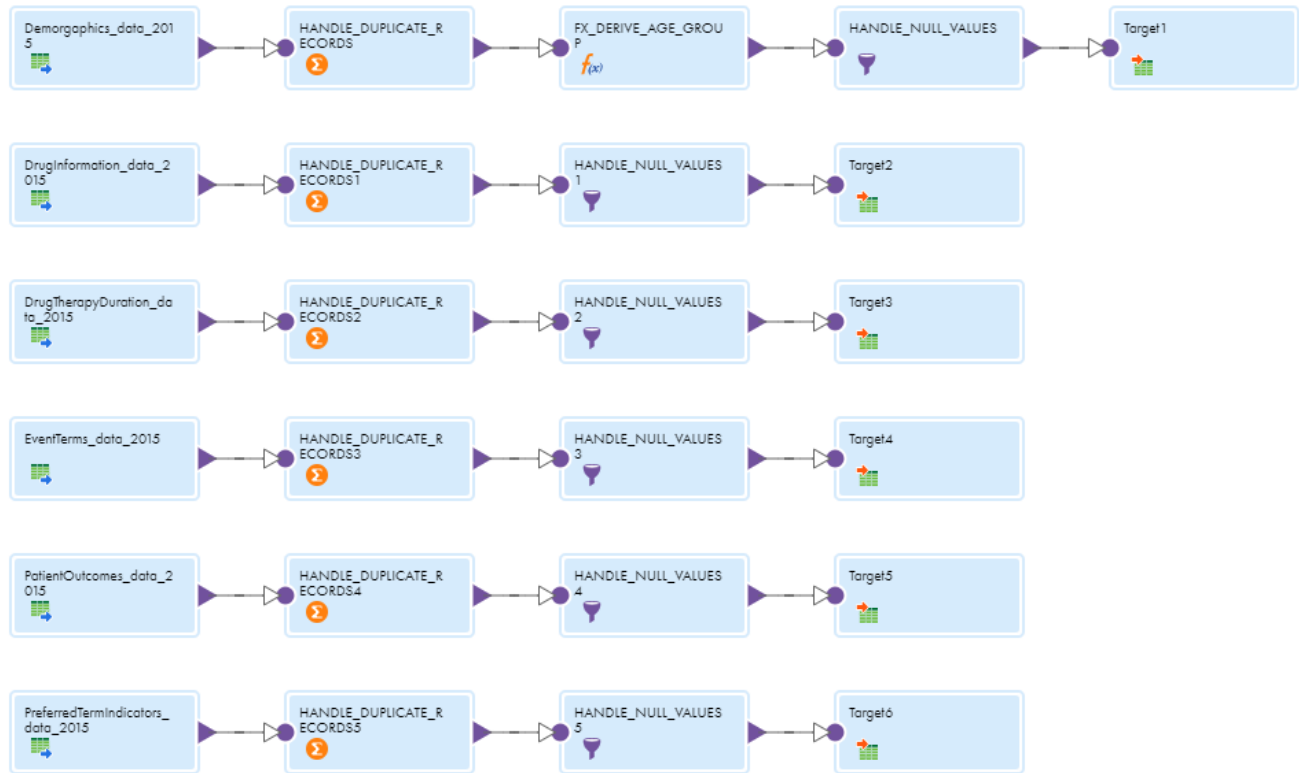 Demorgaphics_data_201
5
HANDLE_DUPLICATE_R
ECORDS
FX_DERIVE_AGE_GROU
P
f(x)
HANDLE_NULL_VALUES
Target1
DrugInformation_data_2
015
HANDLE_DUPLICATE_R
ECORDS1
Σ
HANDLE_NULL_VALUES
1
Target2
DrugTherapyDuration_da
ta_2015
HANDLE_DUPLICATE_R
ECORDS2
Σ
HANDLE_NULL_VALUES
2
Target3
EventTerms_data_2015
HANDLE_DUPLICATE_R
ECORDS3
Σ
HANDLE_NULL_VALUES
3
Target4
PatientOutcomes_data_2
015
HANDLE_DUPLICATE_R
ECORDS4
Σ
HANDLE_NULL_VALUES
4
Target5
PreferredTermIndicators_
data_2015
HANDLE_DUPLICATE_R
ECORDS5
Σ
HANDLE_NULL_VALUES
5
Target6